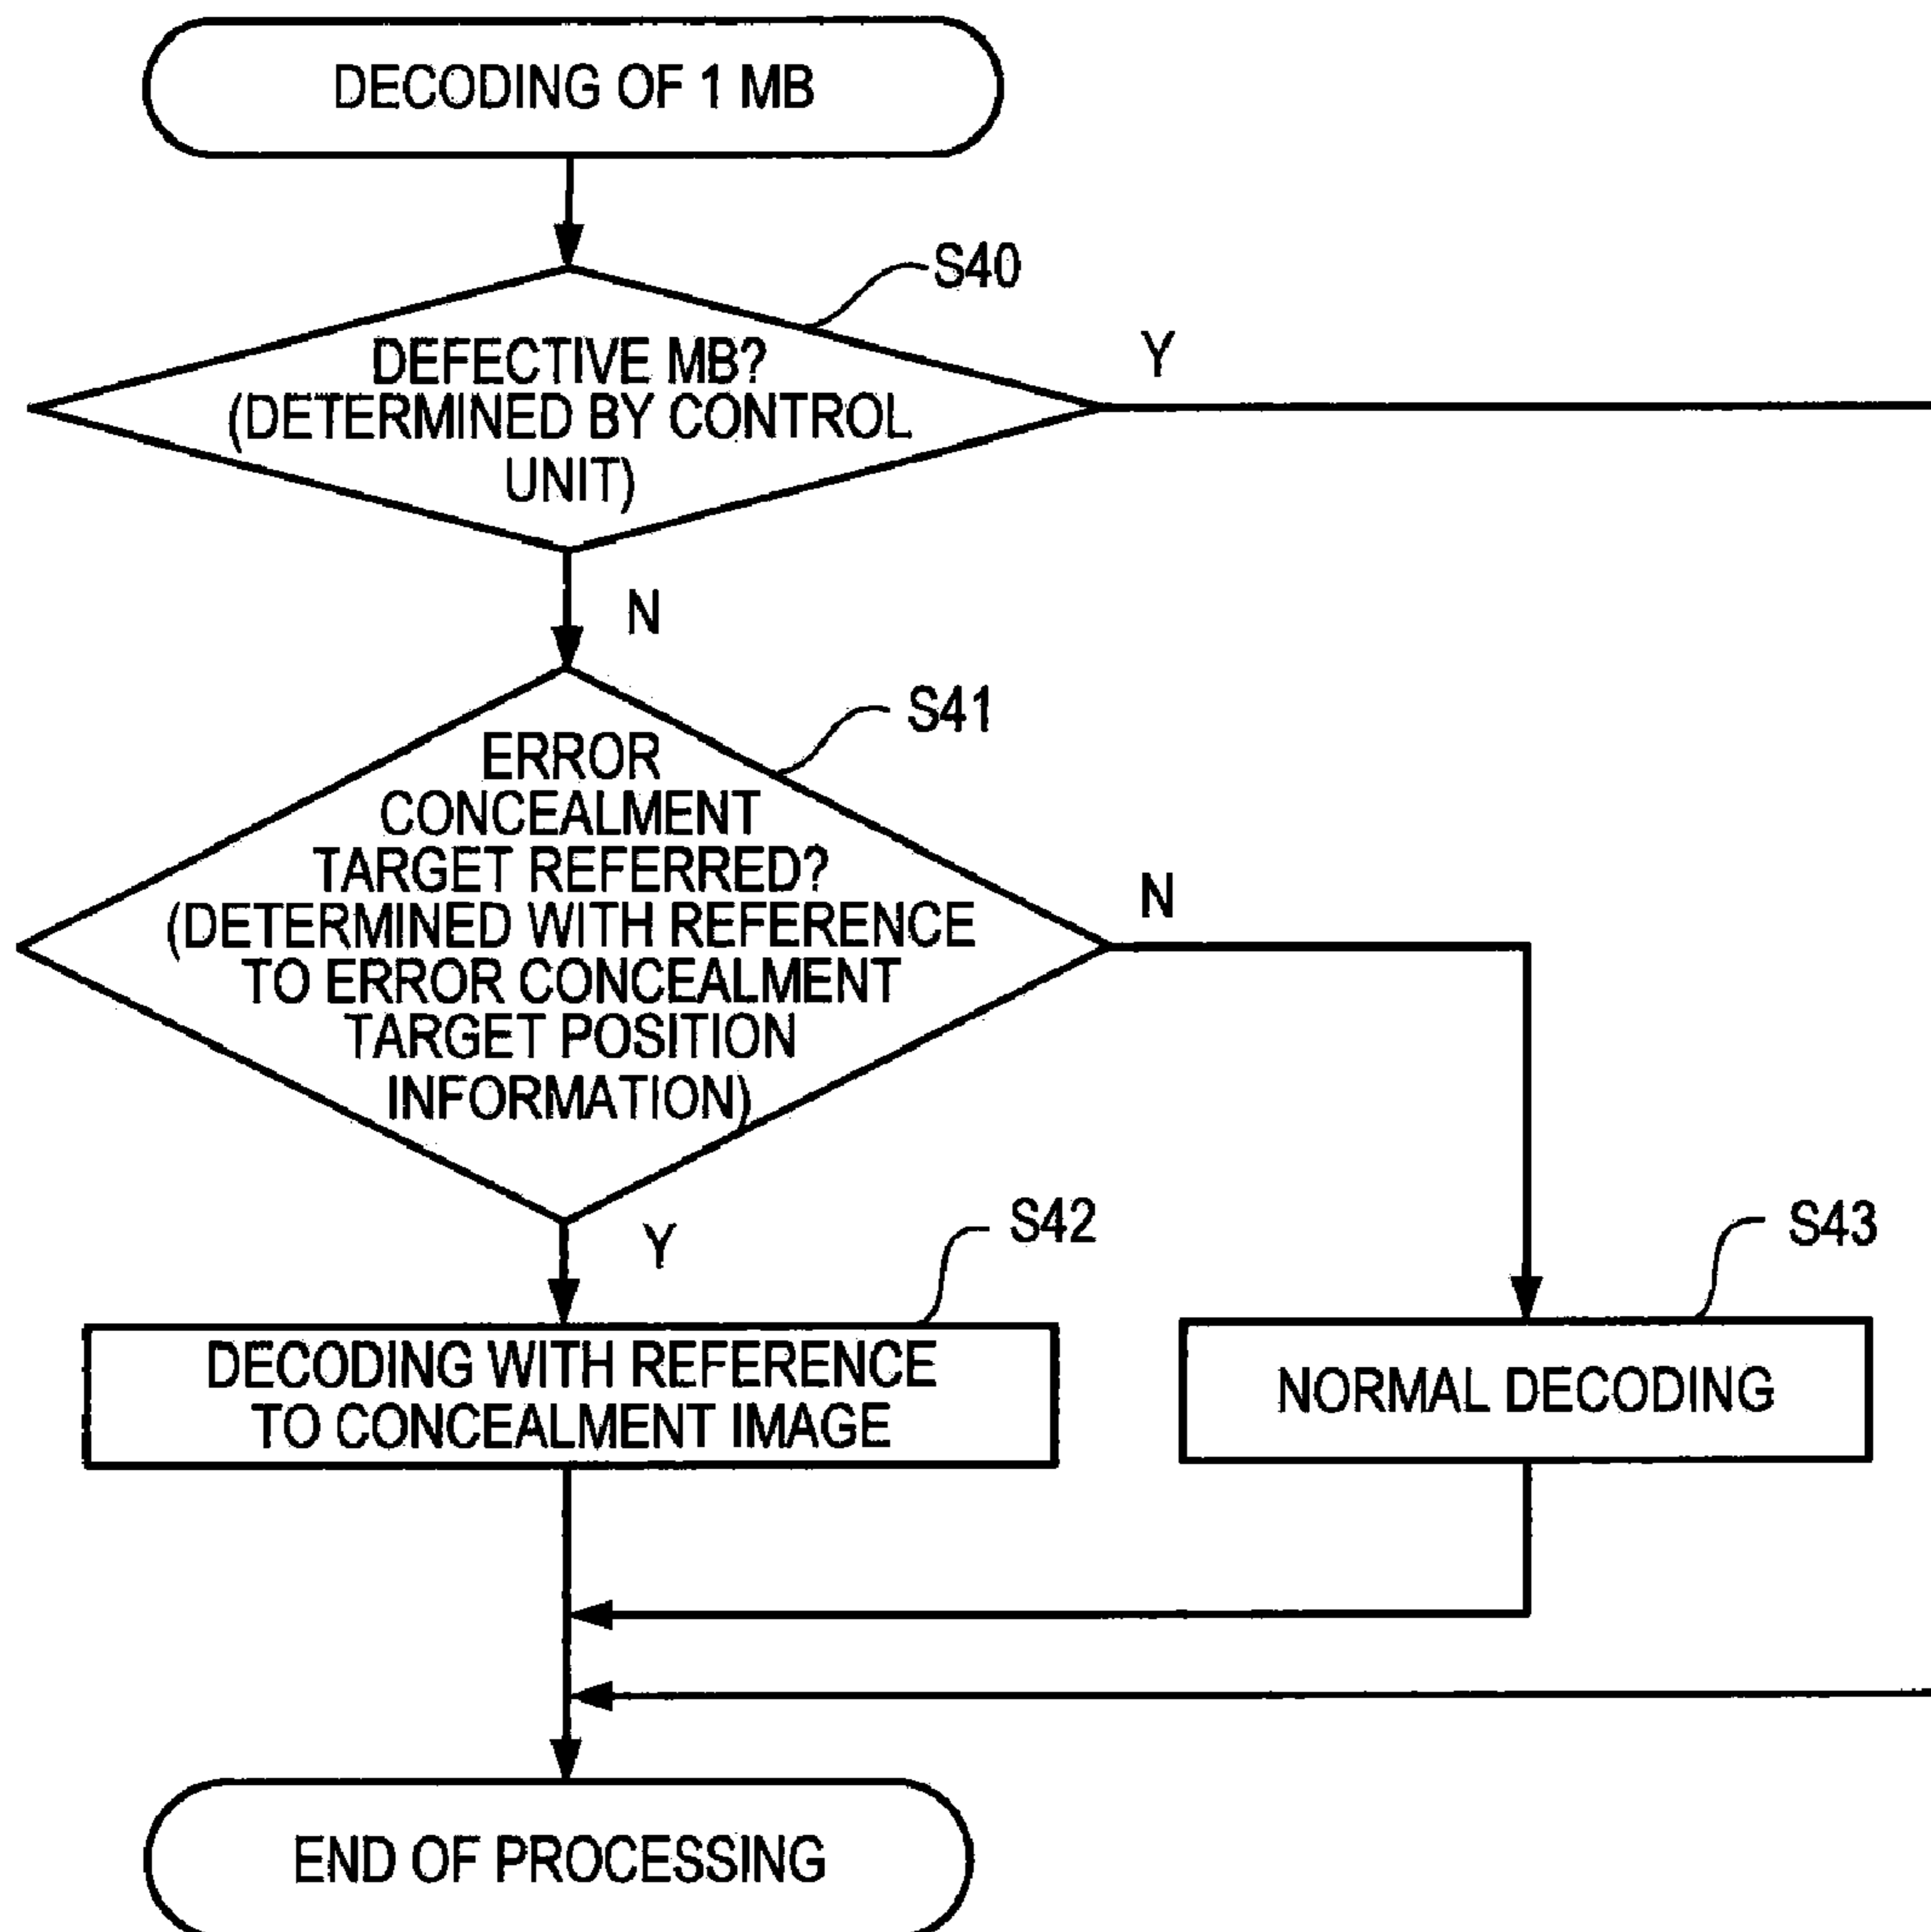 DECODING OF 1 MB
S40
DEFECTIVE MB?
(DETERMINED BY CONTROL
UNIT)
Y
N
S41
ERROR
CONCEALMENT
TARGET REFERRED?
(DETERMINED WITH REFERENCE
TO ERROR CONCEALMENT
TARGET POSITION
INFORMATION)
N
Y
S42
S43
DECODING WITH REFERENCE
TO CONCEALMENT IMAGE
NORMAL DECODING
END OF PROCESSING